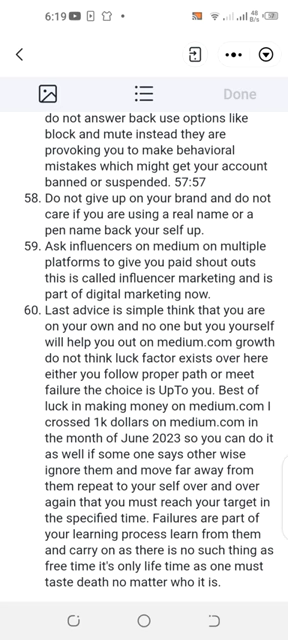 6:19
48
B/s
Done
do not answer back use options like
block and mute instead they are
provoking you to make behavioral
mistakes which might get your account
banned or suspended. 57:57
58. Do not give up on your brand and do not
care if you are using a real name or a
pen name back your self up.
59. Ask influencers on medium on multiple
platforms to give you paid shout outs
this is called influencer marketing and is
part of digital marketing now.
60. Last advice is simple think that you are
on your own and no one but you yourself
will help you out on medium.com growth
do not think luck factor exists over here
either you follow proper path or meet
failure the choice is UpTo you. Best of
luck in making money on medium.com I
crossed 1k dollars on medium.com in
the month of June 2023 so you can do it
as well if some one says other wise
ignore them and move far away from
them repeat to your self over and over
again that you must reach your target in
the specified time. Failures are part of
your learning process learn from them
and carry on as there is no such thing as
free time it's only life time as one must
taste death no matter who it is.